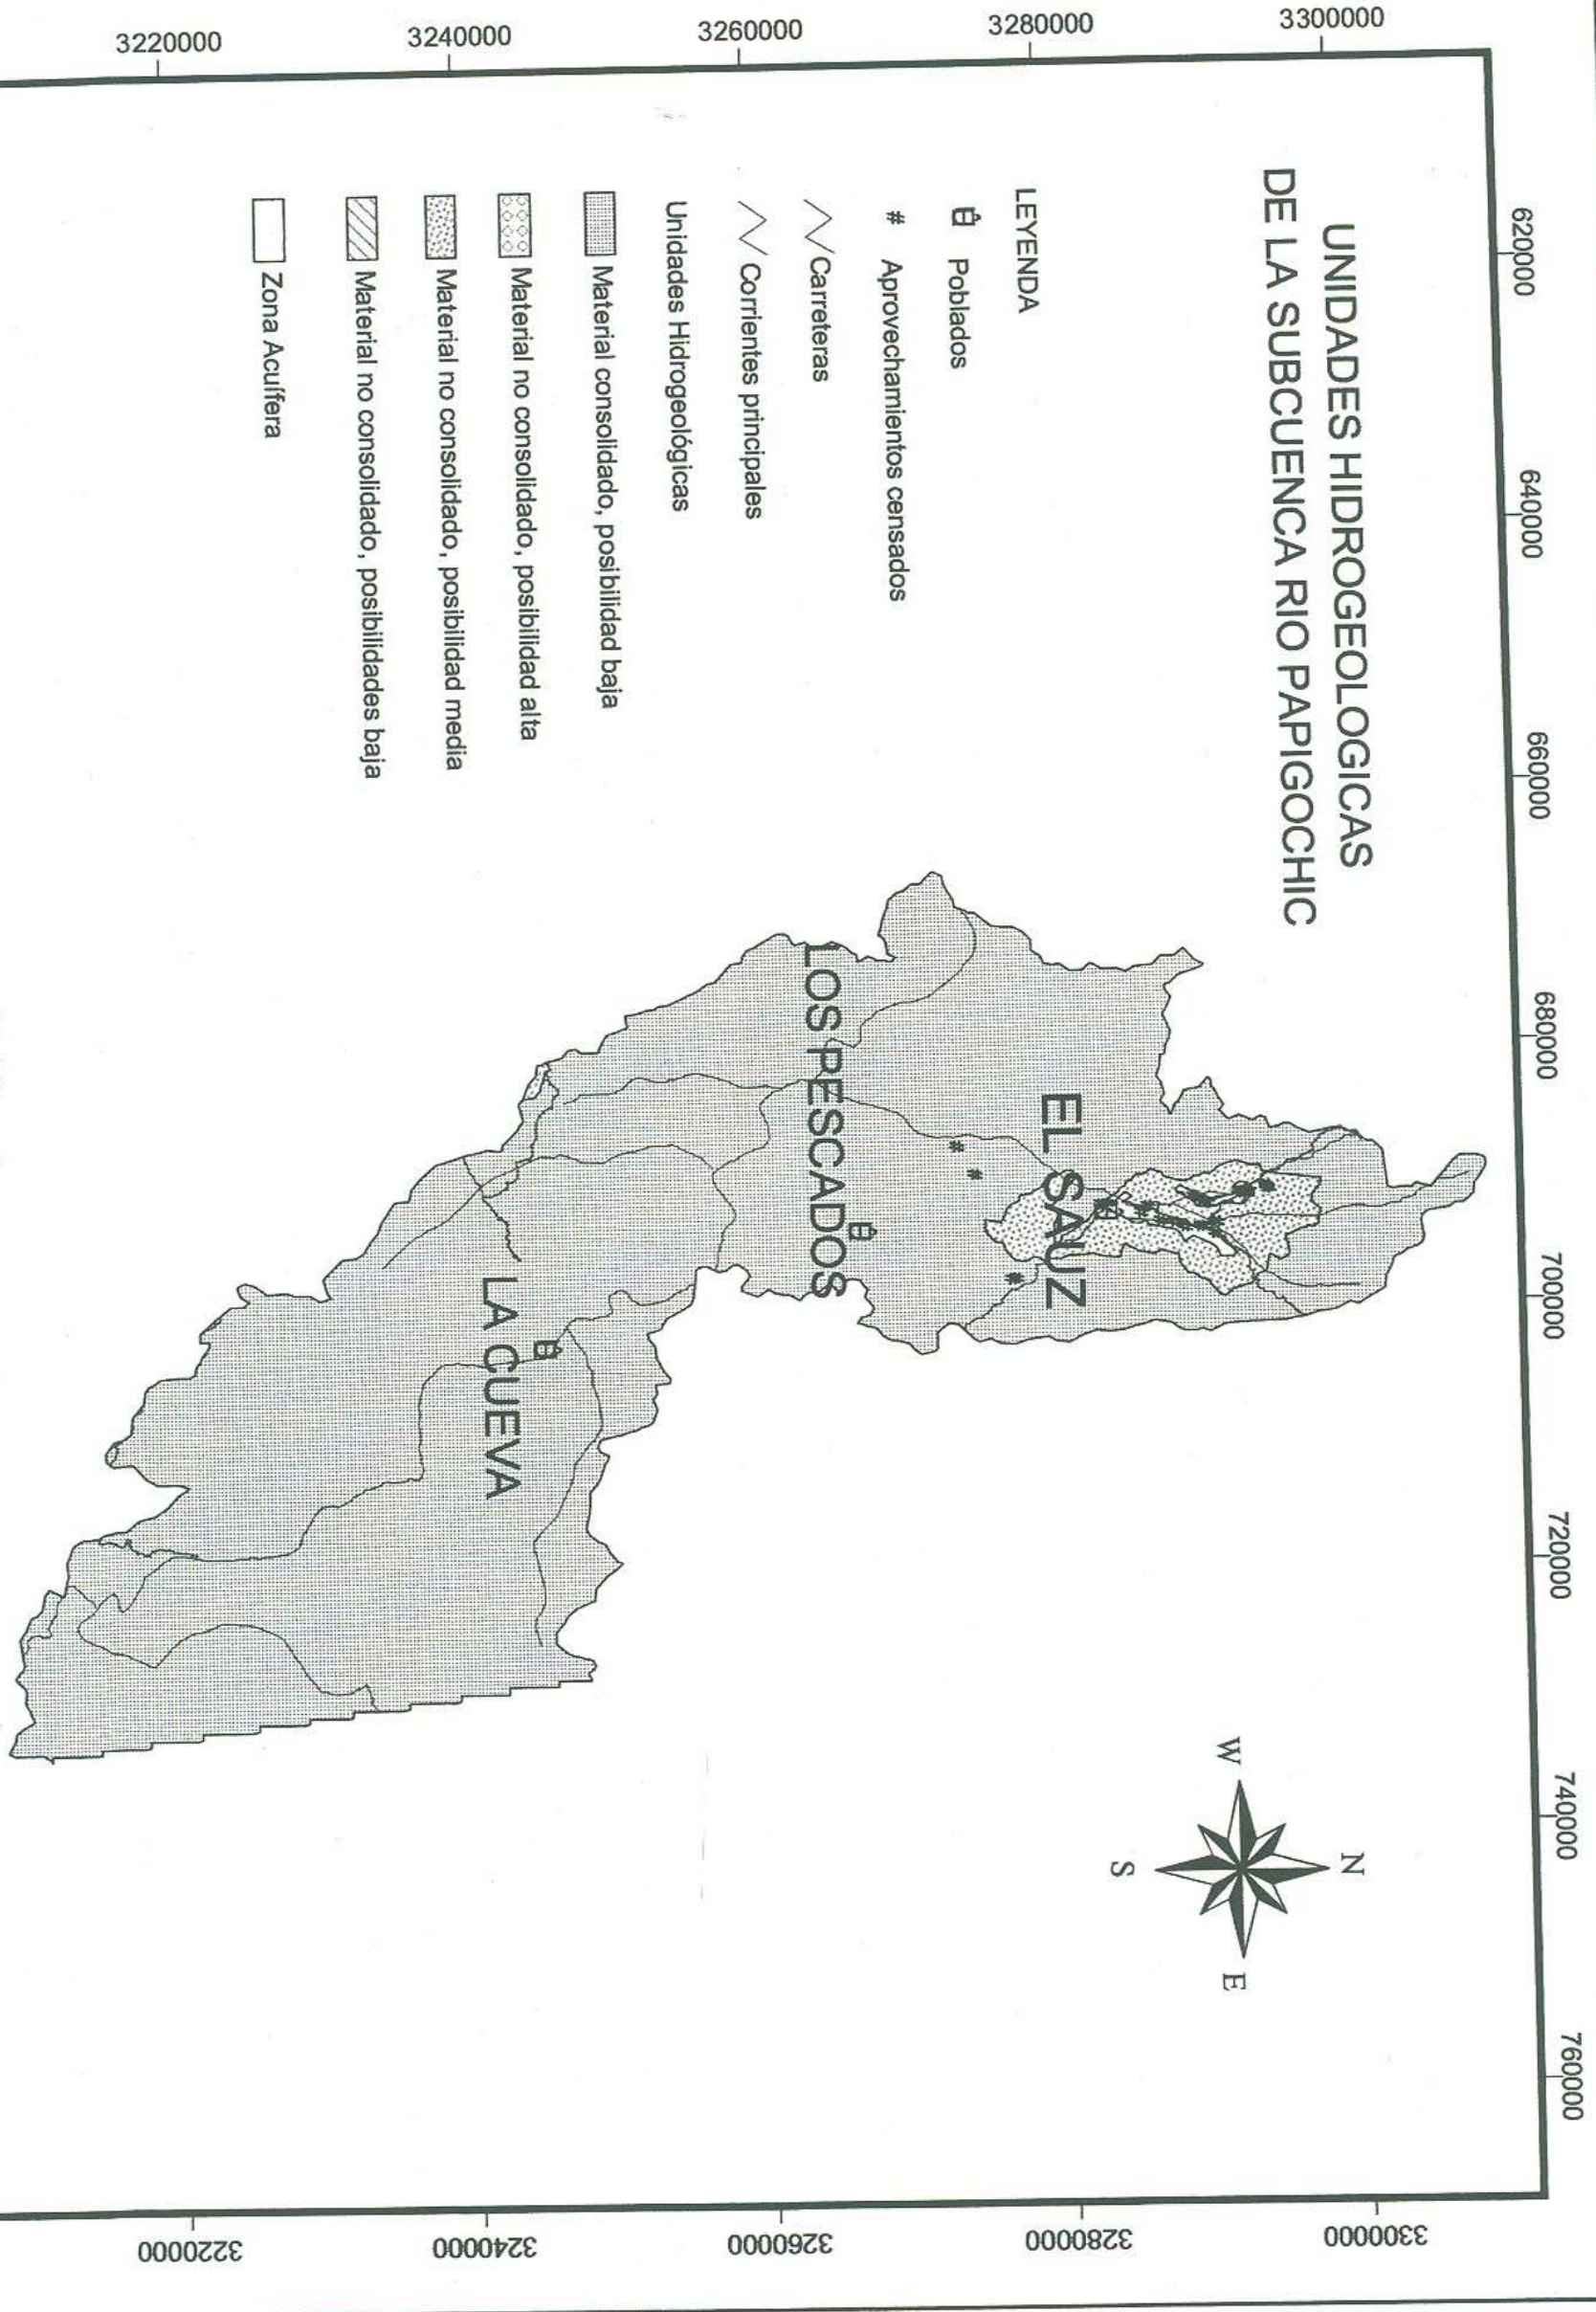 UNIDADES HIDROGEOLOGICAS
DE LA SUBCUENCA RIO PAPIGOCHIC
620000
640000
660000
680000
700000
720000
740000
760000
3300000
3280000
3260000
3240000
3220000
3300000
3280000
3260000
3240000
3220000
LEYENDA
Poblados
# Aprovechamientos censados
Carreteras
Corrientes principales
Unidades Hidrogeológicas
Material consolidado, posibilidad baja
Material no consolidado, posibilidad alta
Material no consolidado, posibilidad media
Material no consolidado, posibilidades baja
Zona Acuífera
EL SAUZ
LOS PESCADOS
LA CUEVA
N
W
E
S